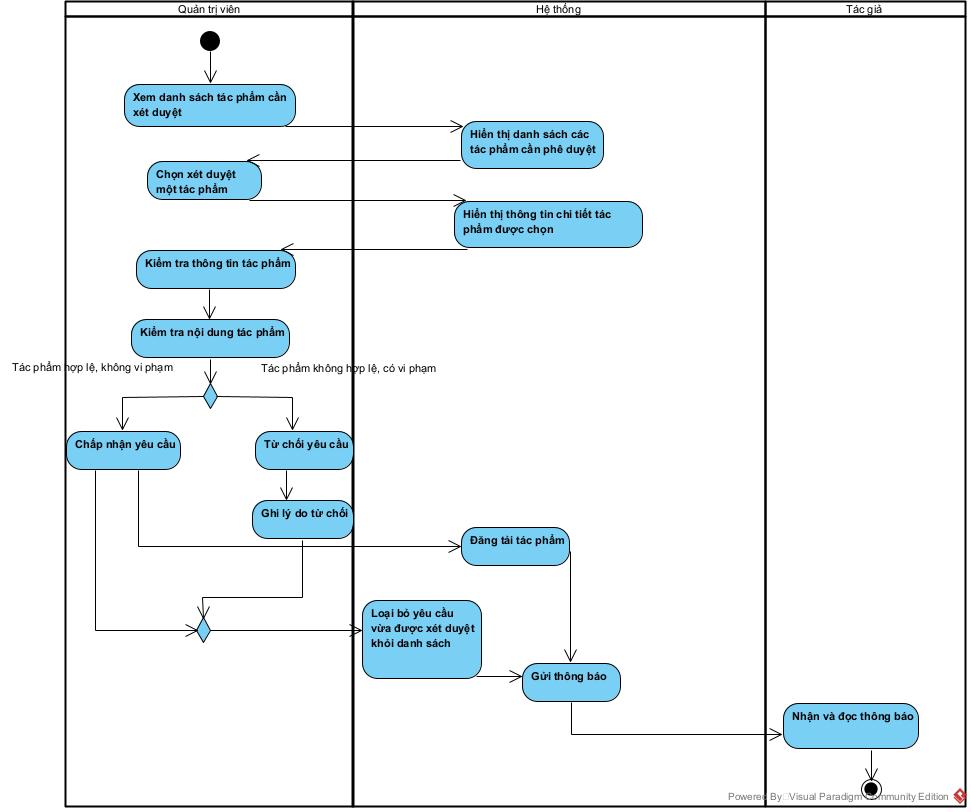 Quản trị viên
Hệ thống
Tác giả
Xem danh sách tác phẩm cần
xét duyệt
Hiển thị danh sách các
tác phẩm cần phê duyệt
Chọn xét duyệt
một tác phẩm
Hiển thị thông tin chi tiết tác
phẩm được chọn
Kiểm tra thông tin tác phẩm
Kiểm tra nội dung tác phẩm
Tác phẩm hợp lệ, không vi phạm
Tác phẩm không hợp lệ, có vi phạm
Chấp nhận yêu cầu
Từ chối yêu cầu
Ghi lý do từ chối
Đăng tải tác phẩm
Loại bỏ yêu cầu
vừa được xét duyệt
khỏi danh sách
Gửi thông báo
Nhận và đọc thông báo
Powered By Visual Paradigm Community Edition